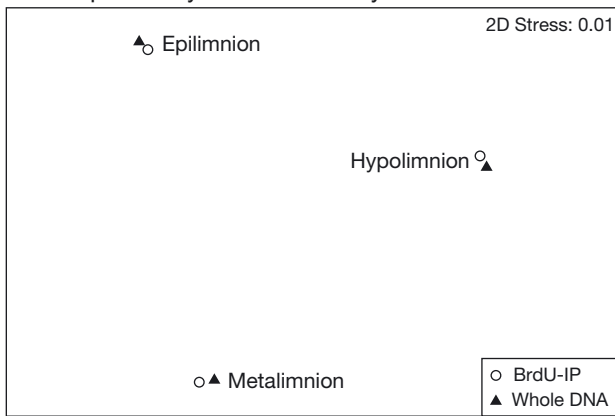 2D Stress: 0.01
Epilimnion
Hypolimnion
Metalimnion
BrdU-IP
Whole DNA